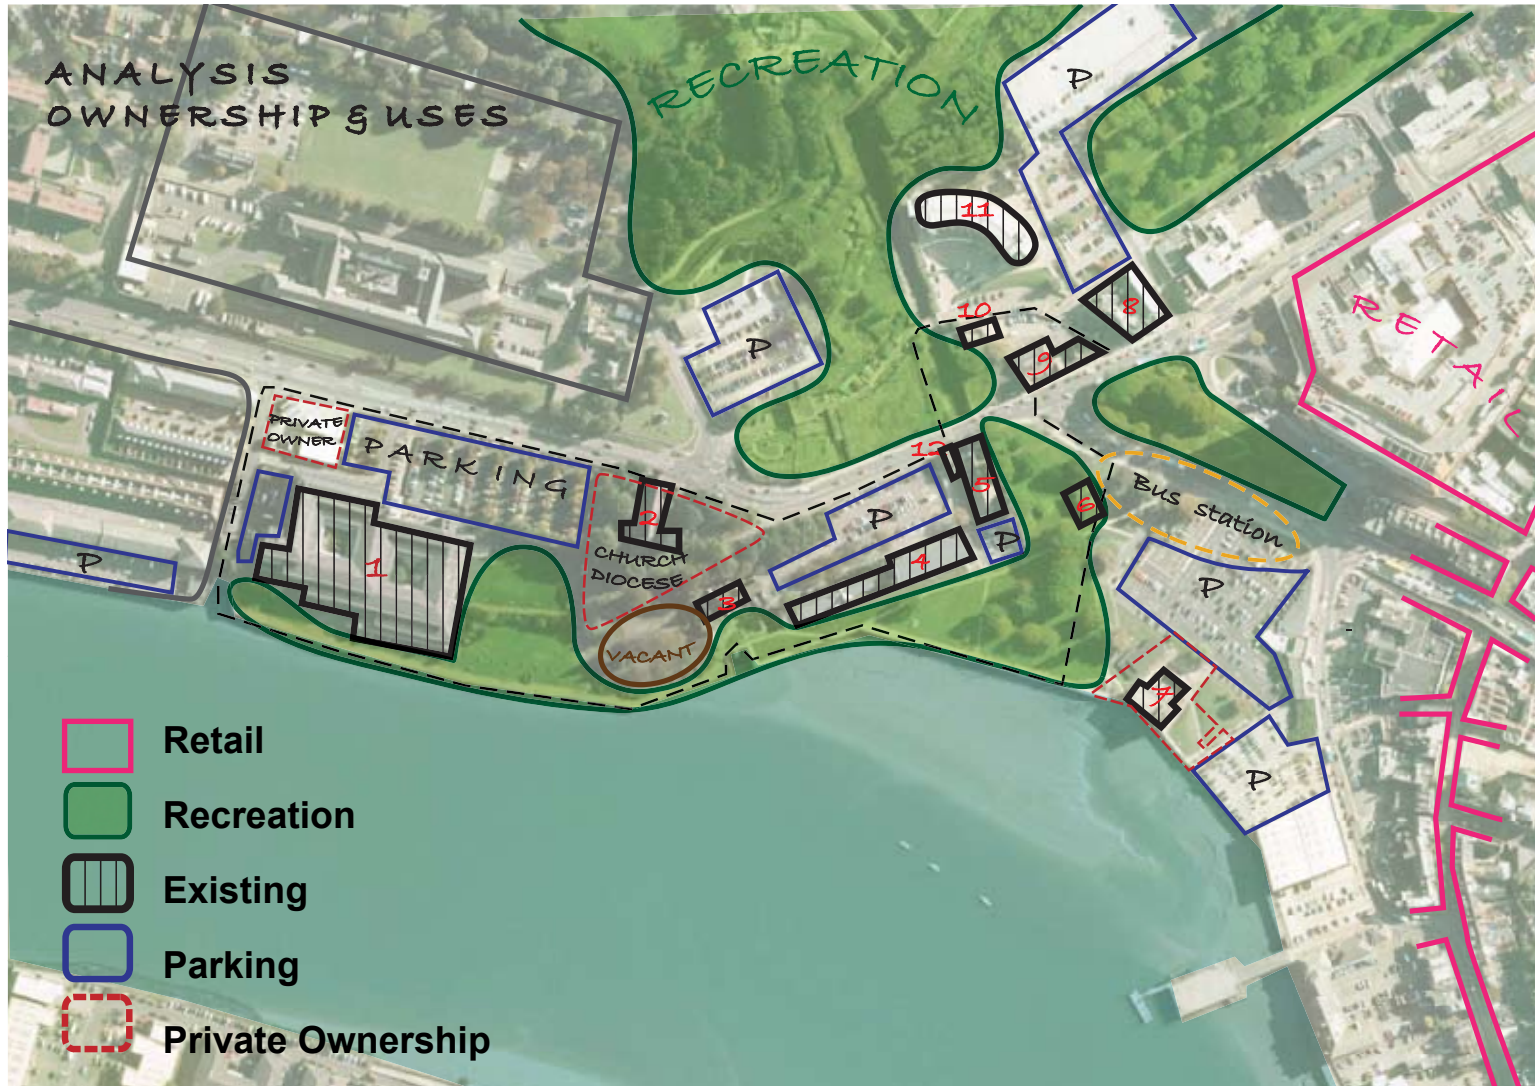 ANALYSIS
OWNERSHIP & USES
RECREATION
P
11
10
8
9
RETAIL
P
PRIVATE
OWNER
PARKING
12
5
6
Bus station
2
P
P
4
CHURCH
DIOCESE
1
P
3
P
VACANT
7
P
Retail
Recreation
Existing
Parking
Private Ownership